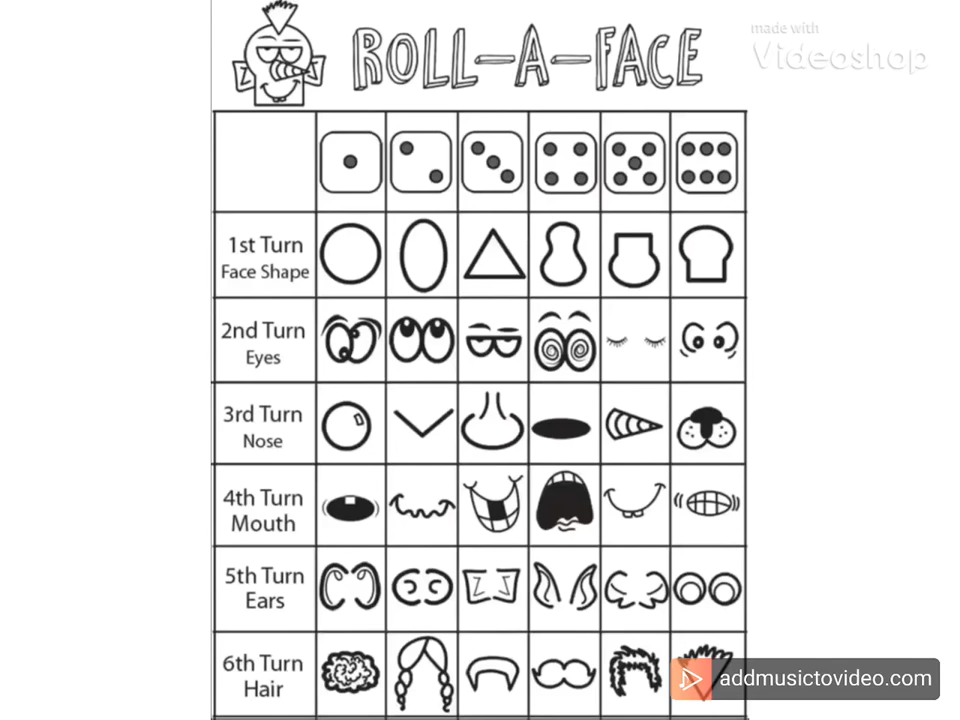 made with
Videoshop
ROLL-A-FACE
1st Turn
Face Shape
2nd Turn
Eyes
3rd Turn
Nose
4th Turn
Mouth
5th Turn
Ears
6th Turn
Hair
addmusictovideo.com